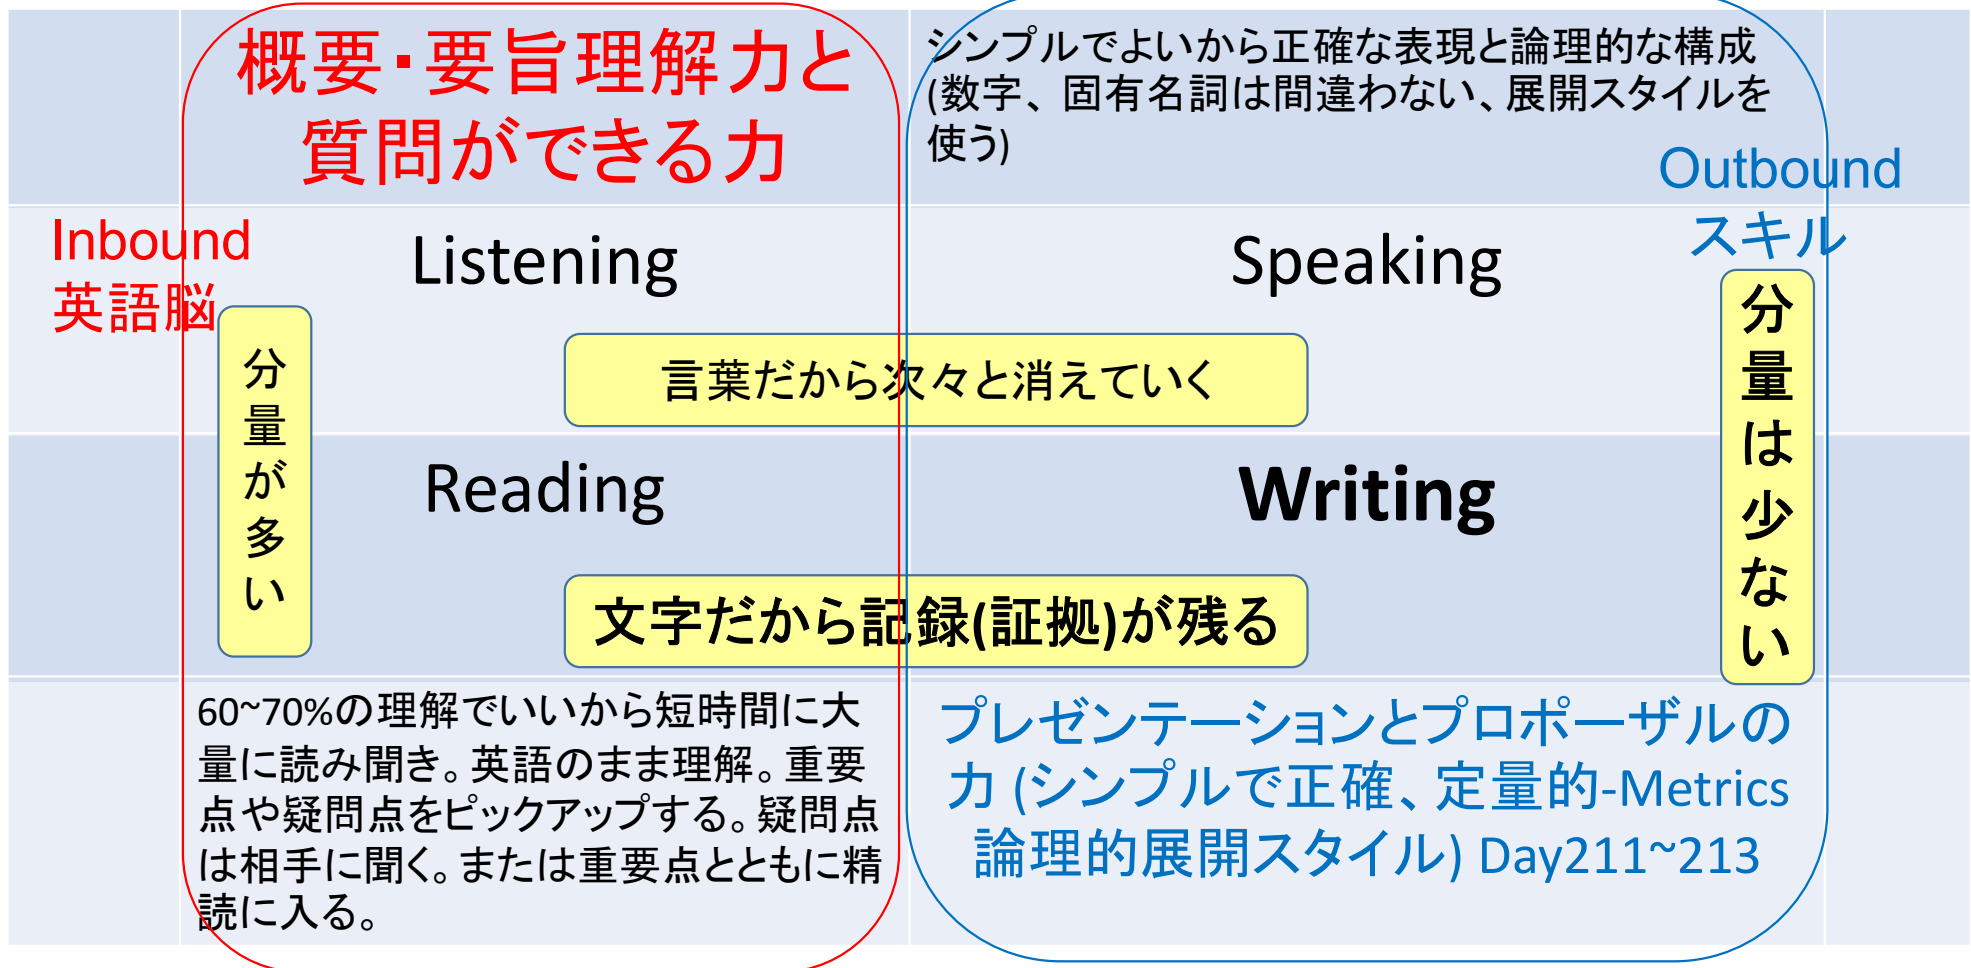 概要・要旨理解力と
質問ができる力
シンプルでよいから正確な表現と論理的な構成
(数字、固有名詞は間違わない、展開スタイルを
使う)
Outbound
スキル
Inbound
英語脳
Listening
Speaking
分量が多い
言葉だから次々と消えていく
分量は少ない
Reading
Writing
文字だから記録(証拠)が残る
60~70%の理解でいいから短時間に大
量に読み聞き。英語のまま理解。重要
点や疑問点をピックアップする。疑問点
は相手に聞く。または重要点とともに精
読に入る。
プレゼンテーションとプロポーザルの
力 (シンプルで正確、定量的-Metrics
論理的展開スタイル) Day211~213